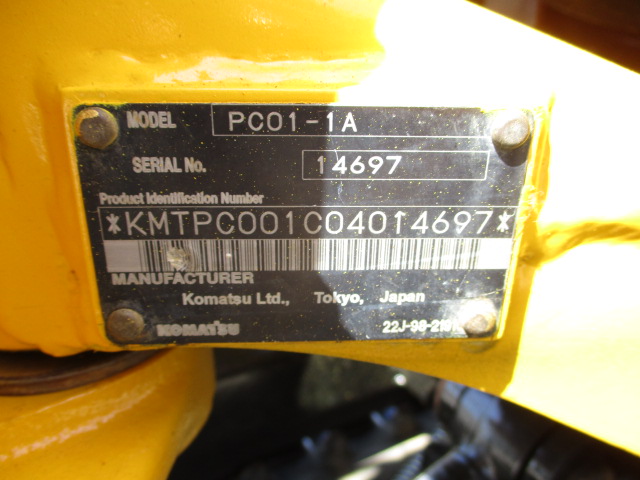 MODEL PC01-1A
SERIAL No. 14697
Product Identification Number
*KMTPC001C04014697*
MANUFACTURER
Komatsu Ltd., Tokyo, Japan
KOMATSU